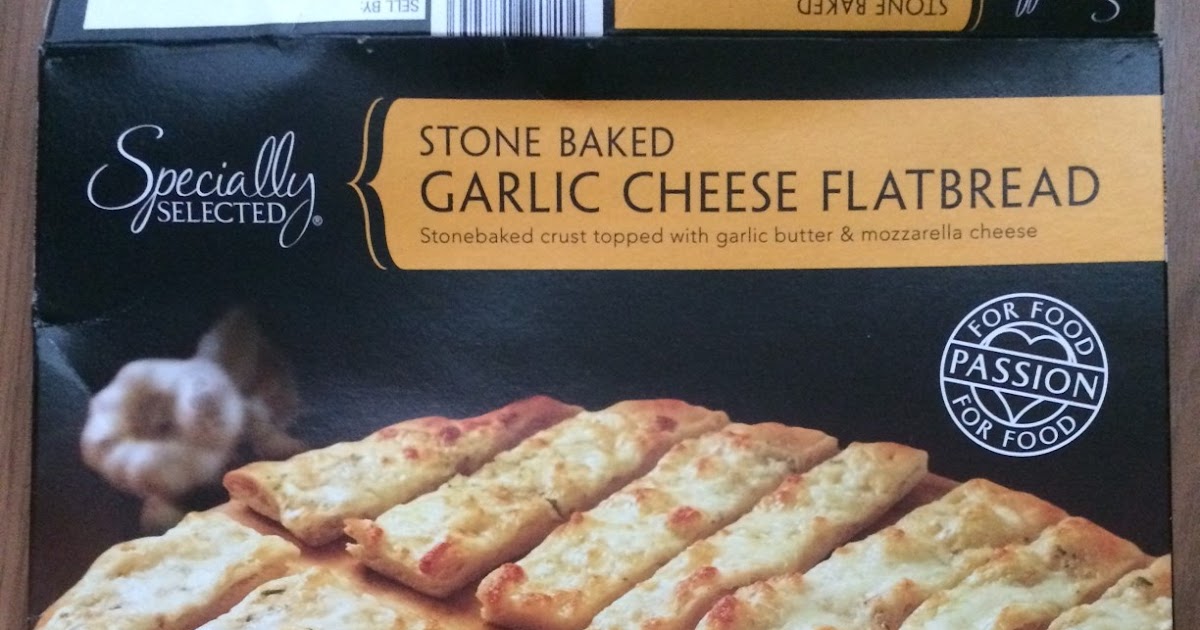 SELL BY:
STONE BAKED
Specially
SELECTED®
STONE BAKED
GARLIC CHEESE FLATBREAD
Stonebaked crust topped with garlic butter & mozzarella cheese
FOR FOOD
PASSION
FOR FOOD